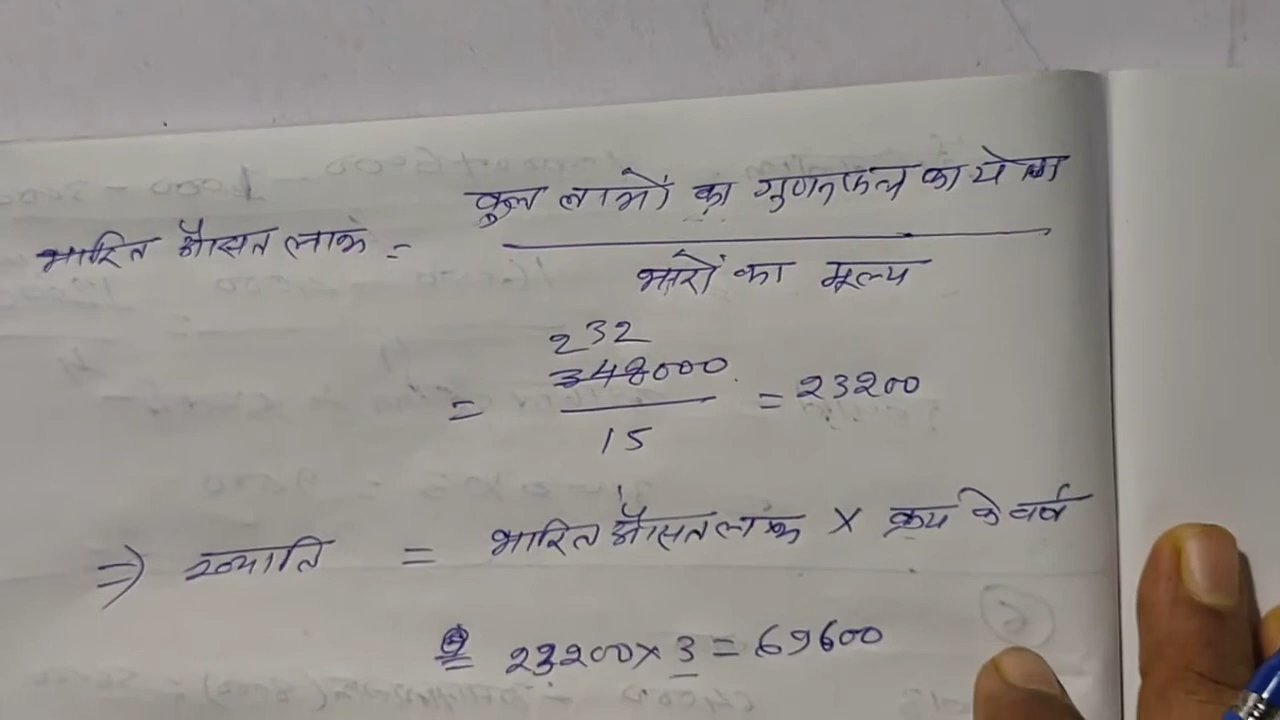 कुल लाभों का गुणनफल का योग
भारित औसत लाभ =
भारों का मूल्य
232
= 348000 / 15 = 23200
⇒ ख्याति = भारित औसत लाभ × क्रय के वर्ष
23200 × 3 = 69600